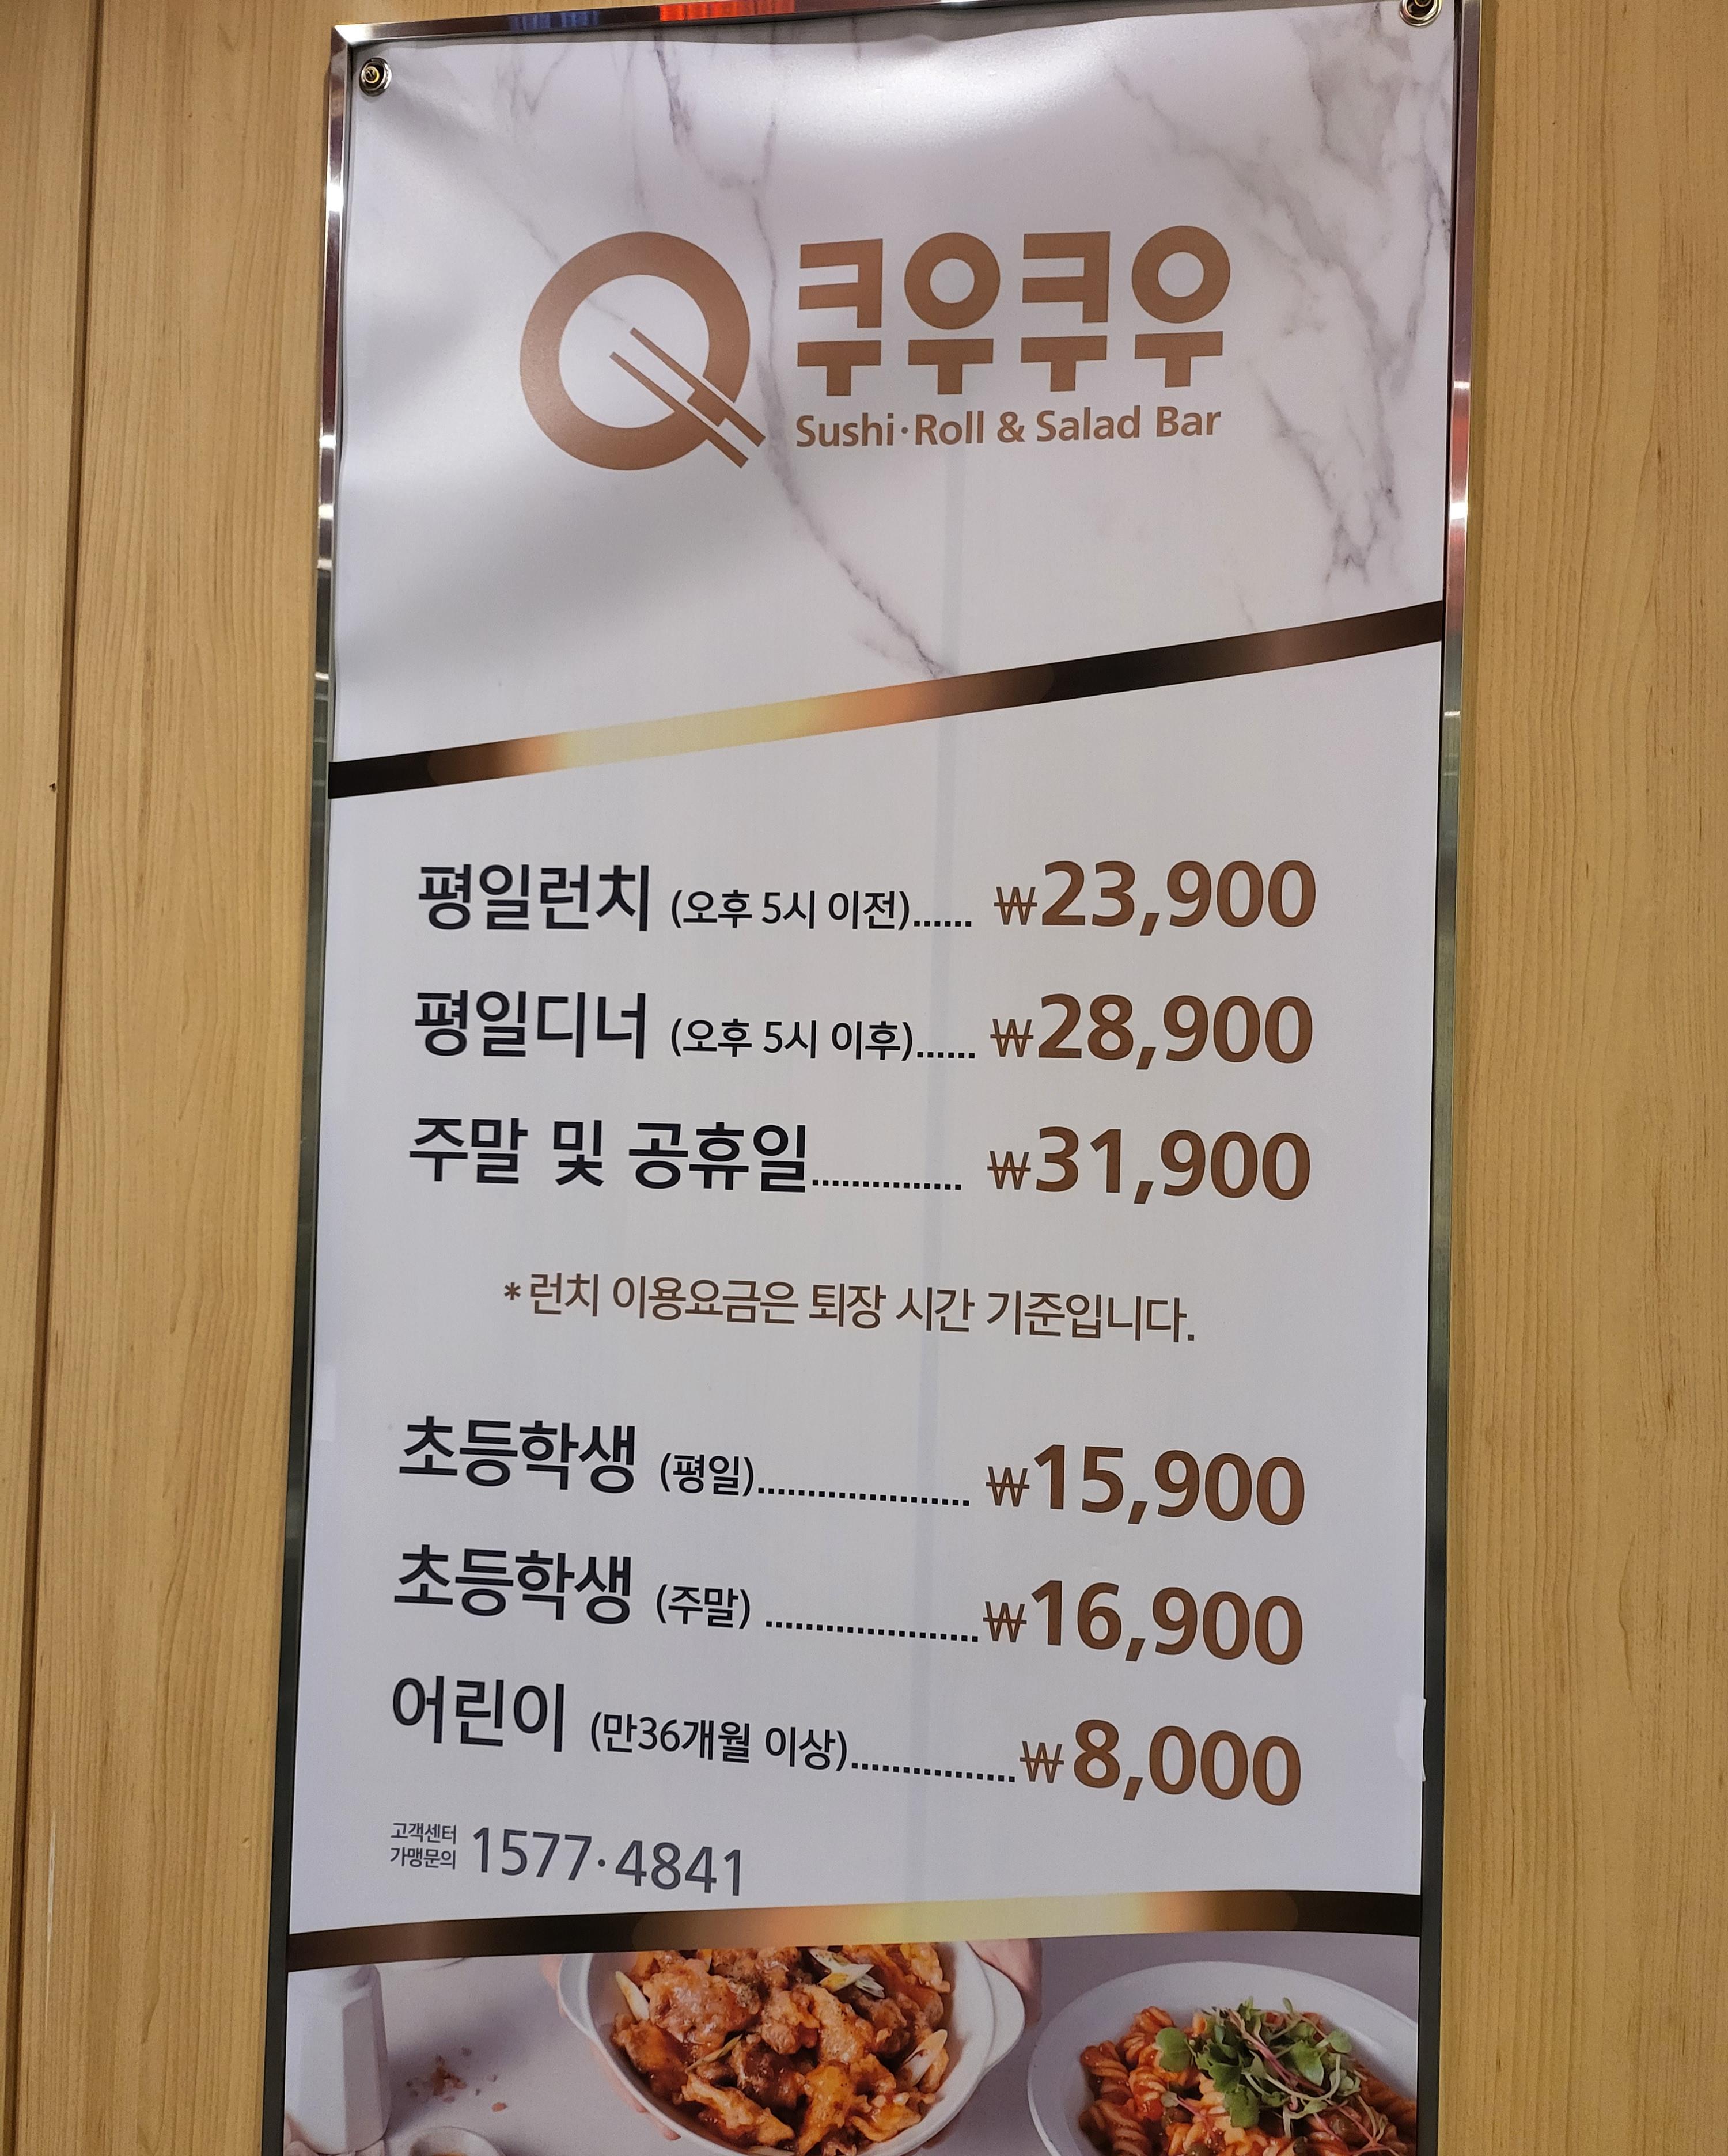 쿠우쿠우
Sushi·Roll & Salad Bar
평일런치 (오후 5시 이전)...... ₩23,900
평일디너 (오후 5시 이후)...... ₩28,900
주말 및 공휴일............... ₩31,900
*런치 이용요금은 퇴장 시간 기준입니다.
초등학생 (평일)..................... ₩15,900
초등학생 (주말) ..................... ₩16,900
어린이 (만36개월 이상)................ ₩8,000
고객센터
가맹문의 1577·4841